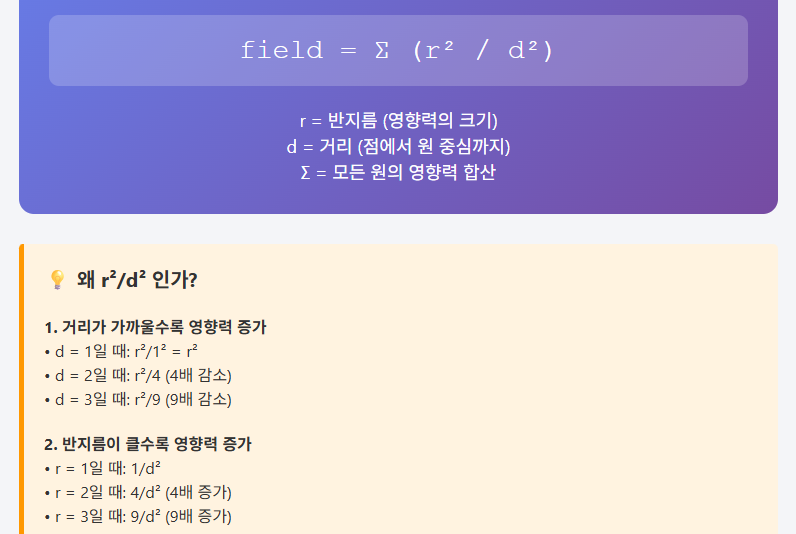 field = Σ (r² / d²)
r = 반지름 (영향력의 크기)
d = 거리 (점에서 원 중심까지)
Σ = 모든 원의 영향력 합산
💡 왜 r²/d² 인가?
1. 거리가 가까울수록 영향력 증가
• d = 1일 때: r²/1² = r²
• d = 2일 때: r²/4 (4배 감소)
• d = 3일 때: r²/9 (9배 감소)
2. 반지름이 클수록 영향력 증가
• r = 1일 때: 1/d²
• r = 2일 때: 4/d² (4배 증가)
• r = 3일 때: 9/d² (9배 증가)